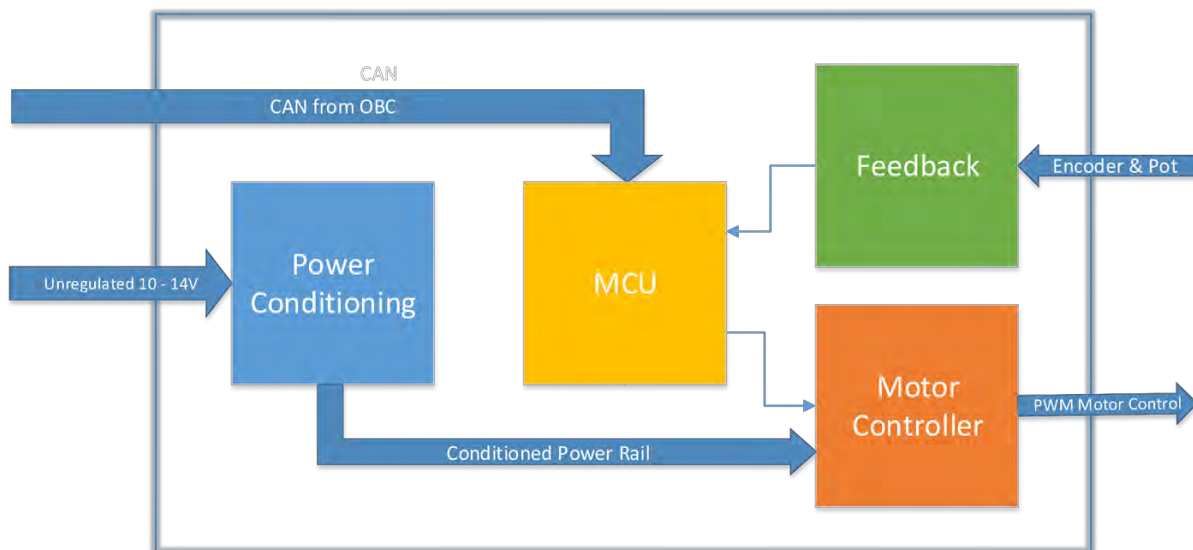 CAN
CAN from OBC
Feedback
Encoder & Pot
Power
Conditioning
Unregulated 10 - 14V
MCU
Motor
Controller
PWM Motor Control
Conditioned Power Rail